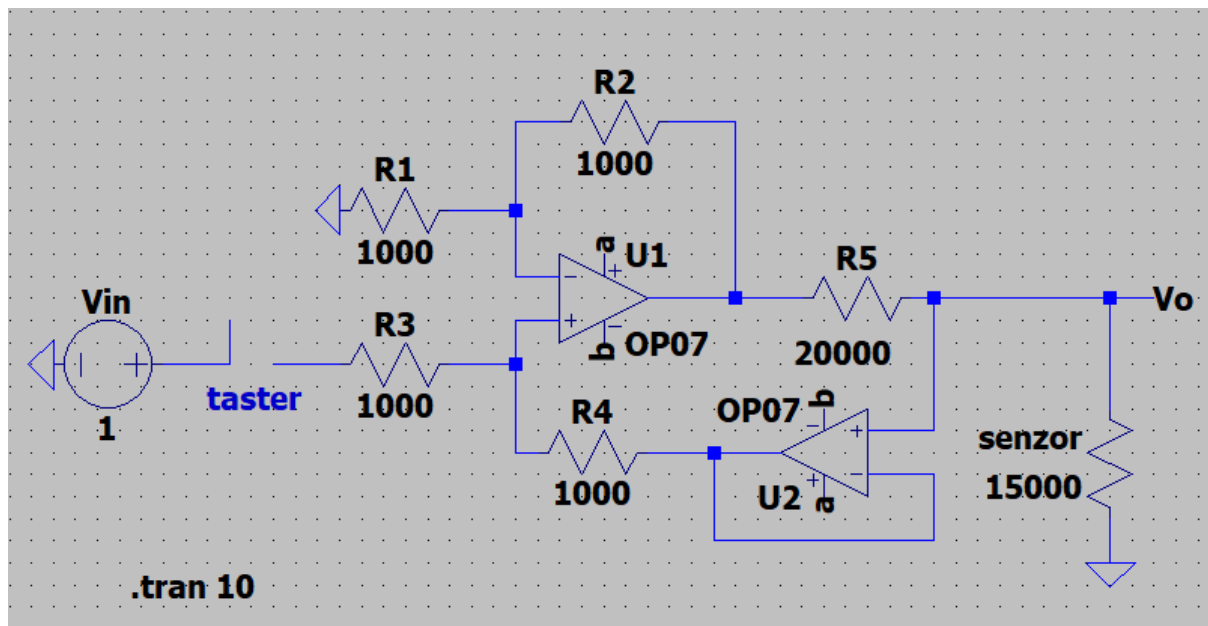 R2
1000
R1
1000
a
U1
b
OP07
R5
20000
Vo
Vin
1
taster
R3
1000
R4
1000
OP07
b
U2
a
senzor
15000
.tran 10